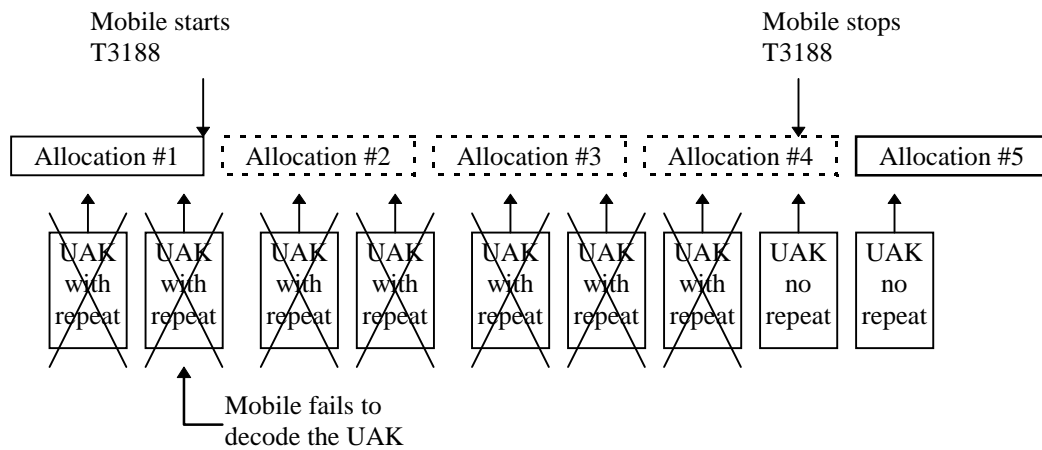 Mobile starts
T3188
Mobile stops
T3188
Allocation #1
Allocation #2
Allocation #3
Allocation #4
Allocation #5
UAK
with
repeat
UAK
with
repeat
UAK
with
repeat
UAK
with
repeat
UAK
with
repeat
UAK
with
repeat
UAK
with
repeat
UAK
no
repeat
UAK
no
repeat
Mobile fails to
decode the UAK